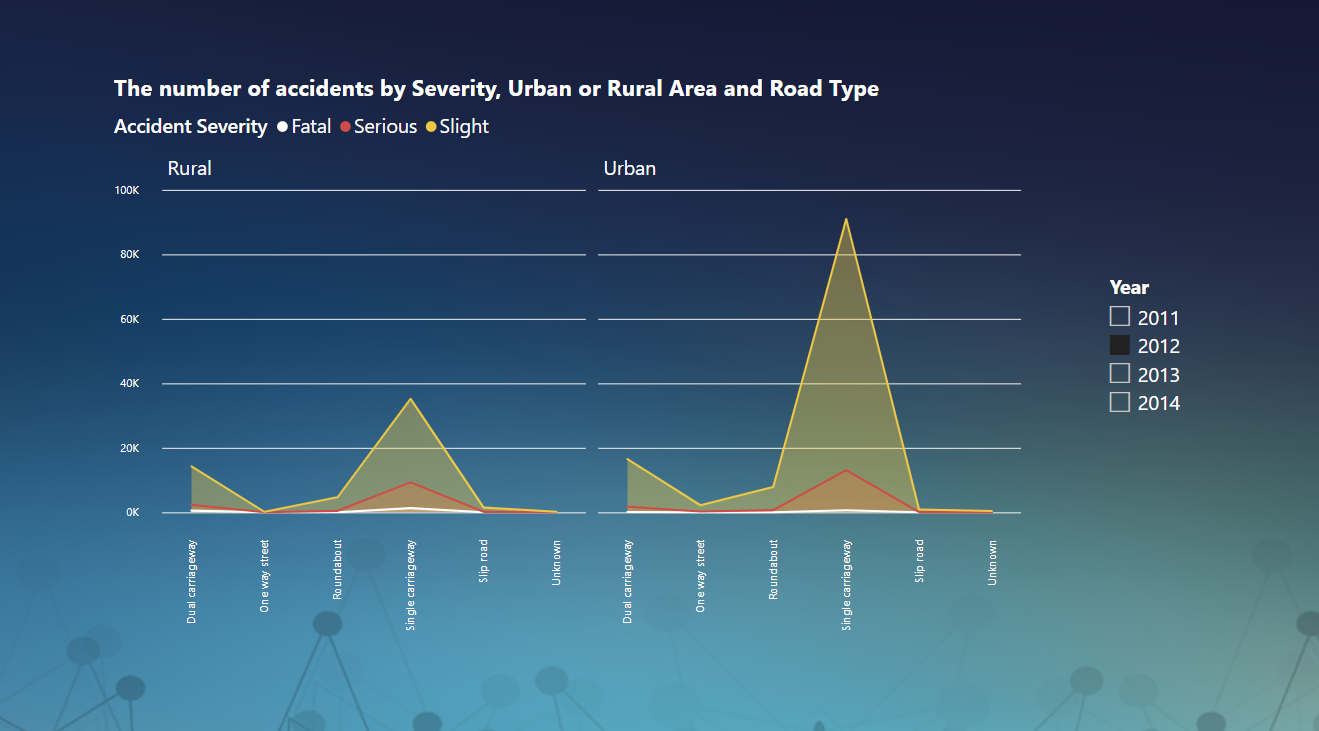 The number of accidents by Severity, Urban or Rural Area and Road Type
Accident Severity Fatal Serious Slight
Rural
Urban
100K
80K
60K
40K
20K
0K
Dual carriageway
One way street
Roundabout
Single carriageway
Slip road
Unknown
Dual carriageway
One way street
Roundabout
Single carriageway
Slip road
Unknown
Year
2011
2012
2013
2014